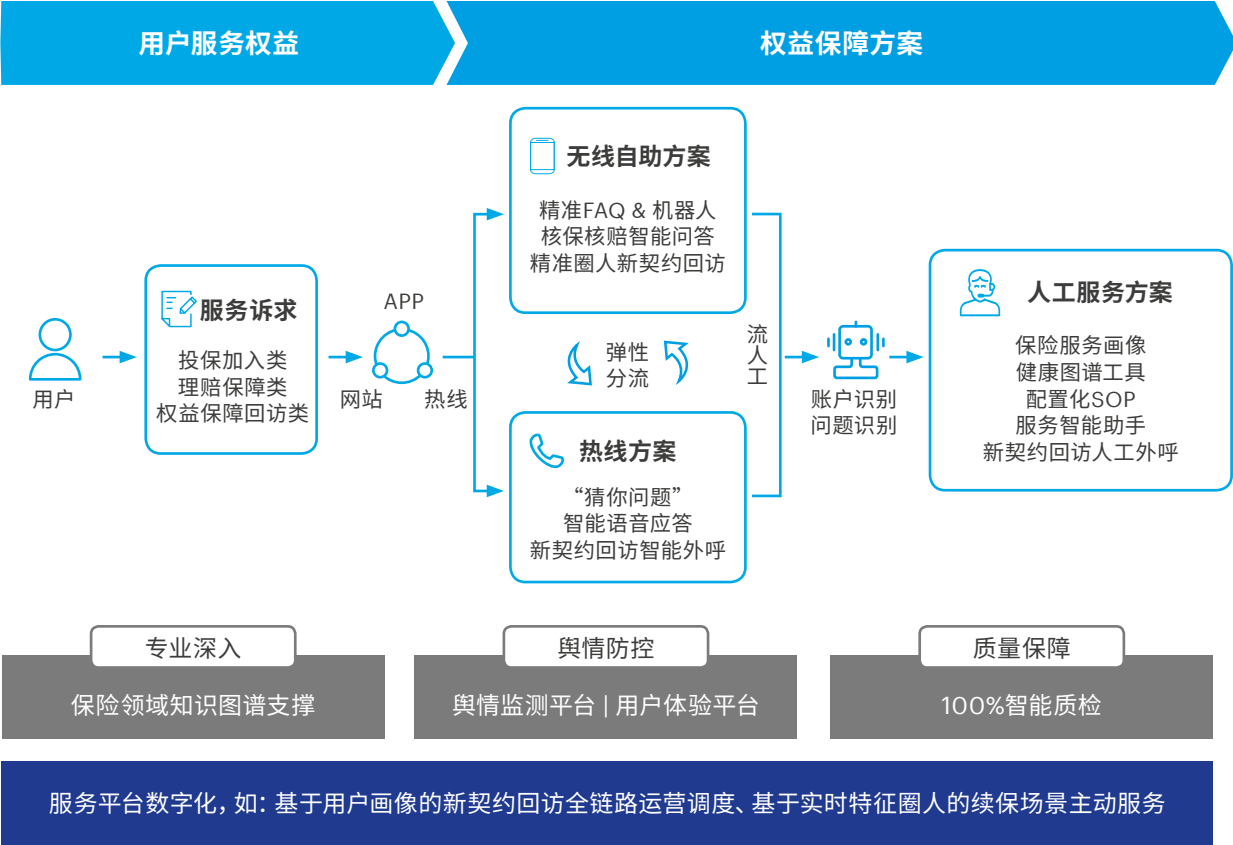 用户服务权益
权益保障方案
用户
服务诉求
投保加入类
理赔保障类
权益保障回访类
APP
网站
热线
无线自助方案
精准FAQ & 机器人
核保核赔智能问答
精准圈人新契约回访
弹性
分流
热线方案
“猜你问题”
智能语音应答
新契约回访智能外呼
流人工
账户识别
问题识别
人工服务方案
保险服务画像
健康图谱工具
配置化SOP
服务智能助手
新契约回访人工外呼
专业深入
保险领域知识图谱支撑
舆情防控
舆情监测平台 | 用户体验平台
质量保障
100%智能质检
服务平台数字化，如：基于用户画像的新契约回访全链路运营调度、基于实时特征圈人的续保场景主动服务